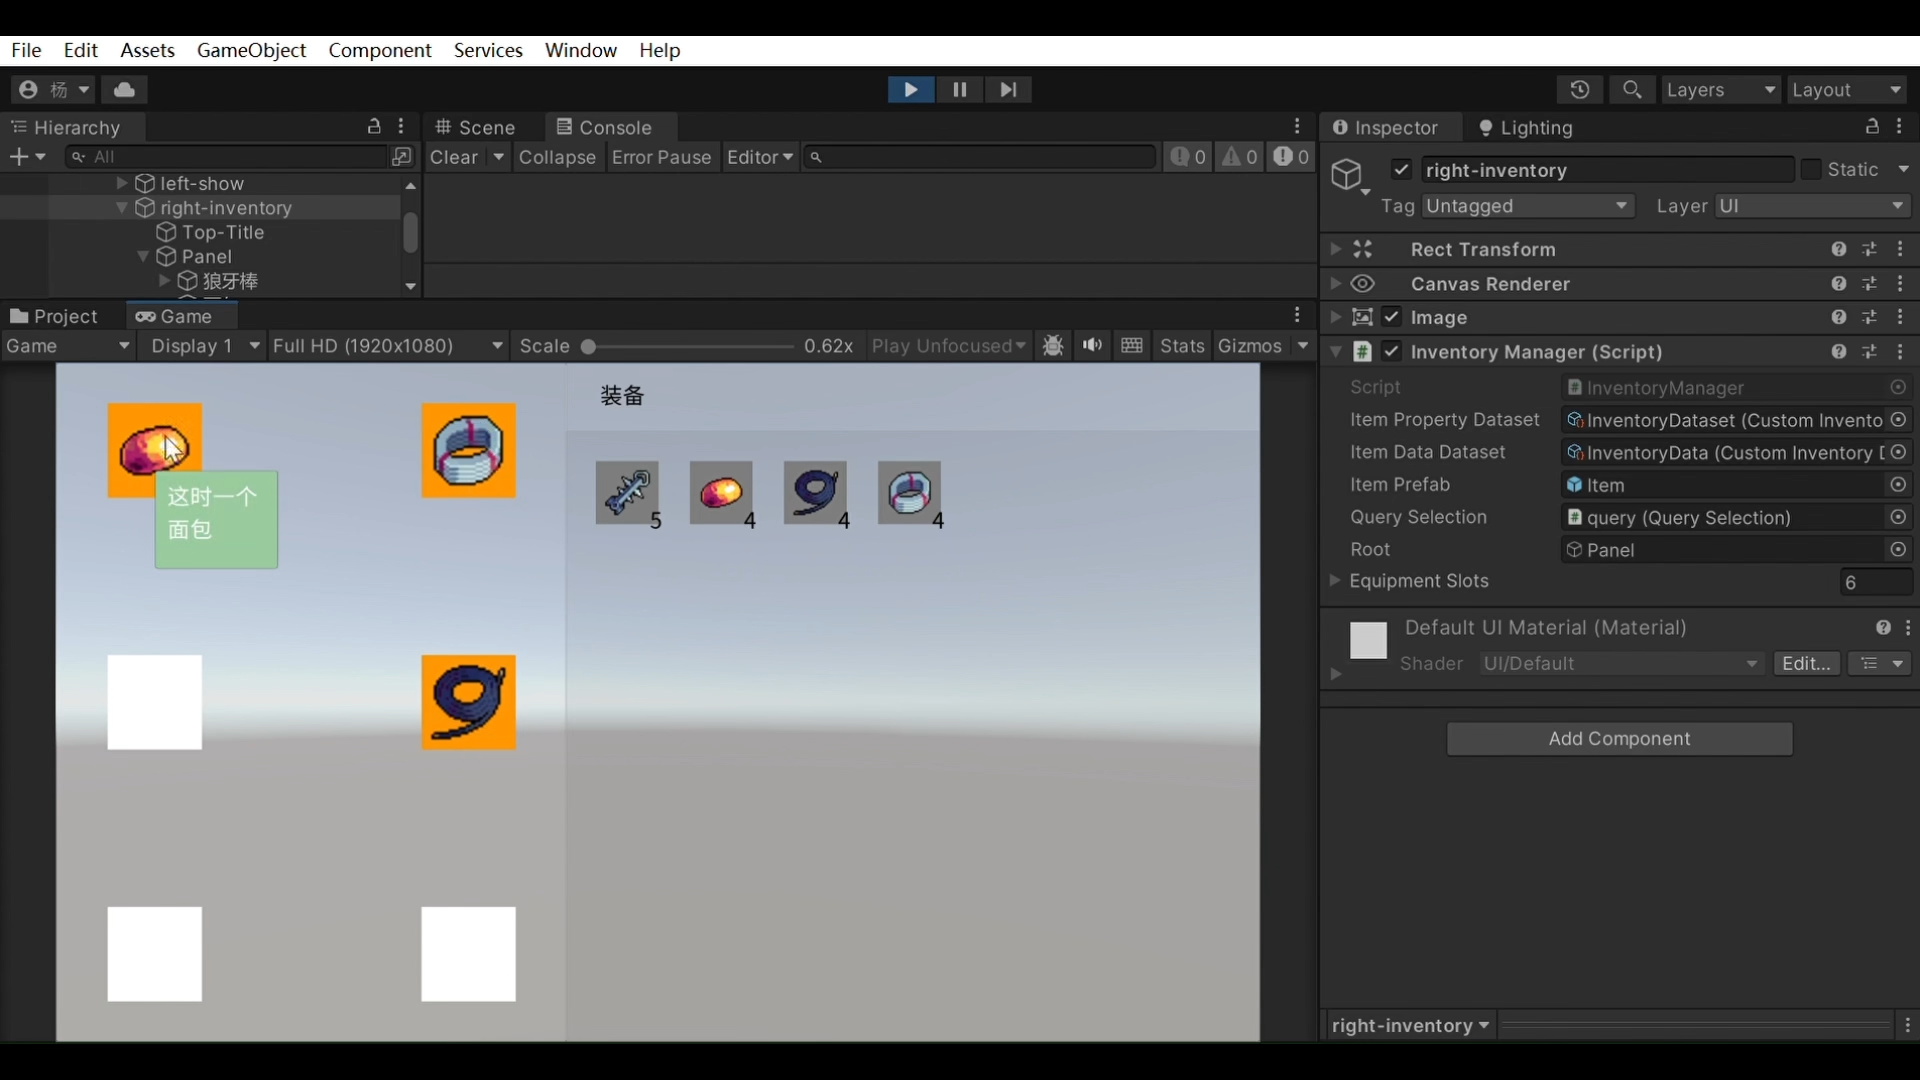 File Edit Assets GameObject Component Services Window Help
杨 Layers Layout
Hierarchy
All
left-show
right-inventory
Top-Title
Panel
狼牙棒
Scene Console
Clear Collapse Error Pause Editor 0 0 0
Project Game
Game Display 1 Full HD (1920x1080) Scale 0.62x Play Unfocused Stats Gizmos
装备
这时一个
面包
5 4 4 4
Inspector Lighting
right-inventory Static
Tag Untagged Layer UI
Rect Transform
Canvas Renderer
Image
Inventory Manager (Script)
Script InventoryManager
Item Property Dataset InventoryDataset (Custom Invento
Item Data Dataset InventoryData (Custom Inventory D
Item Prefab Item
Query Selection query (Query Selection)
Root Panel
Equipment Slots 6
Default UI Material (Material)
Shader UI/Default Edit...
Add Component
right-inventory